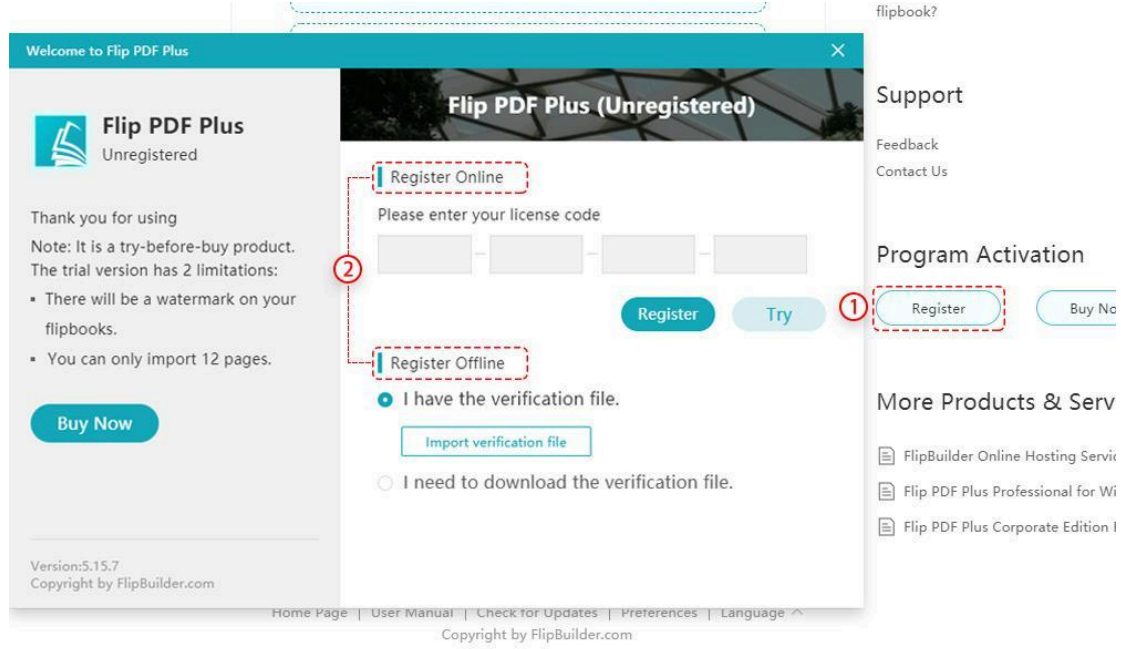 flipbook?
Welcome to Flip PDF Plus
Flip PDF Plus
Unregistered
Thank you for using
Note: It is a try-before-buy product.
The trial version has 2 limitations:
There will be a watermark on your
flipbooks.
You can only import 12 pages.
Buy Now
Version:5.15.7
Copyright by FlipBuilder.com
Flip PDF Plus (Unregistered)
Register Online
Please enter your license code
2
Register
Try
Register Offline
I have the verification file.
Import verification file
I need to download the verification file.
Support
Feedback
Contact Us
Program Activation
1
Register
Buy No
More Products & Serv
FlipBuilder Online Hosting Servic
Flip PDF Plus Professional for Wi
Flip PDF Plus Corporate Edition
Home Page | User Manual | Check for Updates | Preferences | Language
Copyright by FlipBuilder.com